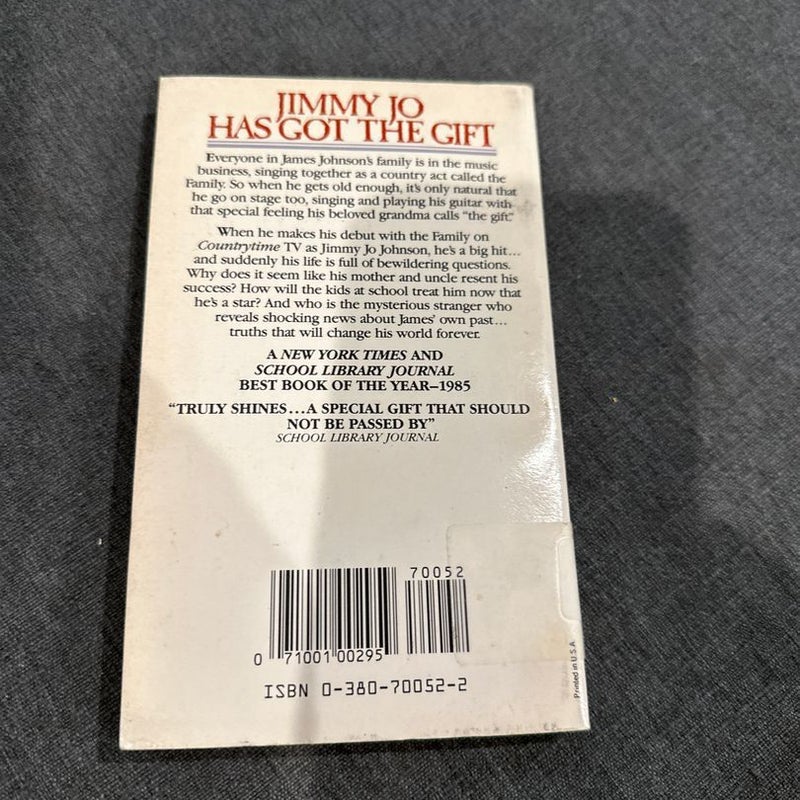 JIMMY JO
HAS GOT THE GIFT
Everyone in James Johnson's family is in the music
business, singing together as a country act called the
Family. So when he gets old enough, it's only natural that
he go on stage too, singing and playing his guitar with
that special feeling his beloved grandma calls "the gift."
When he makes his debut with the Family on
Countrytime TV as Jimmy Jo Johnson, he's a big hit...
and suddenly his life is full of bewildering questions.
Why does it seem like his mother and uncle resent his
success? How will the kids at school treat him now that
he's a star? And who is the mysterious stranger who
reveals shocking news about James' own past...
truths that will change his world forever.
A NEW YORK TIMES AND
SCHOOL LIBRARY JOURNAL
BEST BOOK OF THE YEAR—1985
"TRULY SHINES...A SPECIAL GIFT THAT SHOULD
NOT BE PASSED BY"
SCHOOL LIBRARY JOURNAL
70052
0 71001 00295
ISBN 0-380-70052-2
Printed in U.S.A.